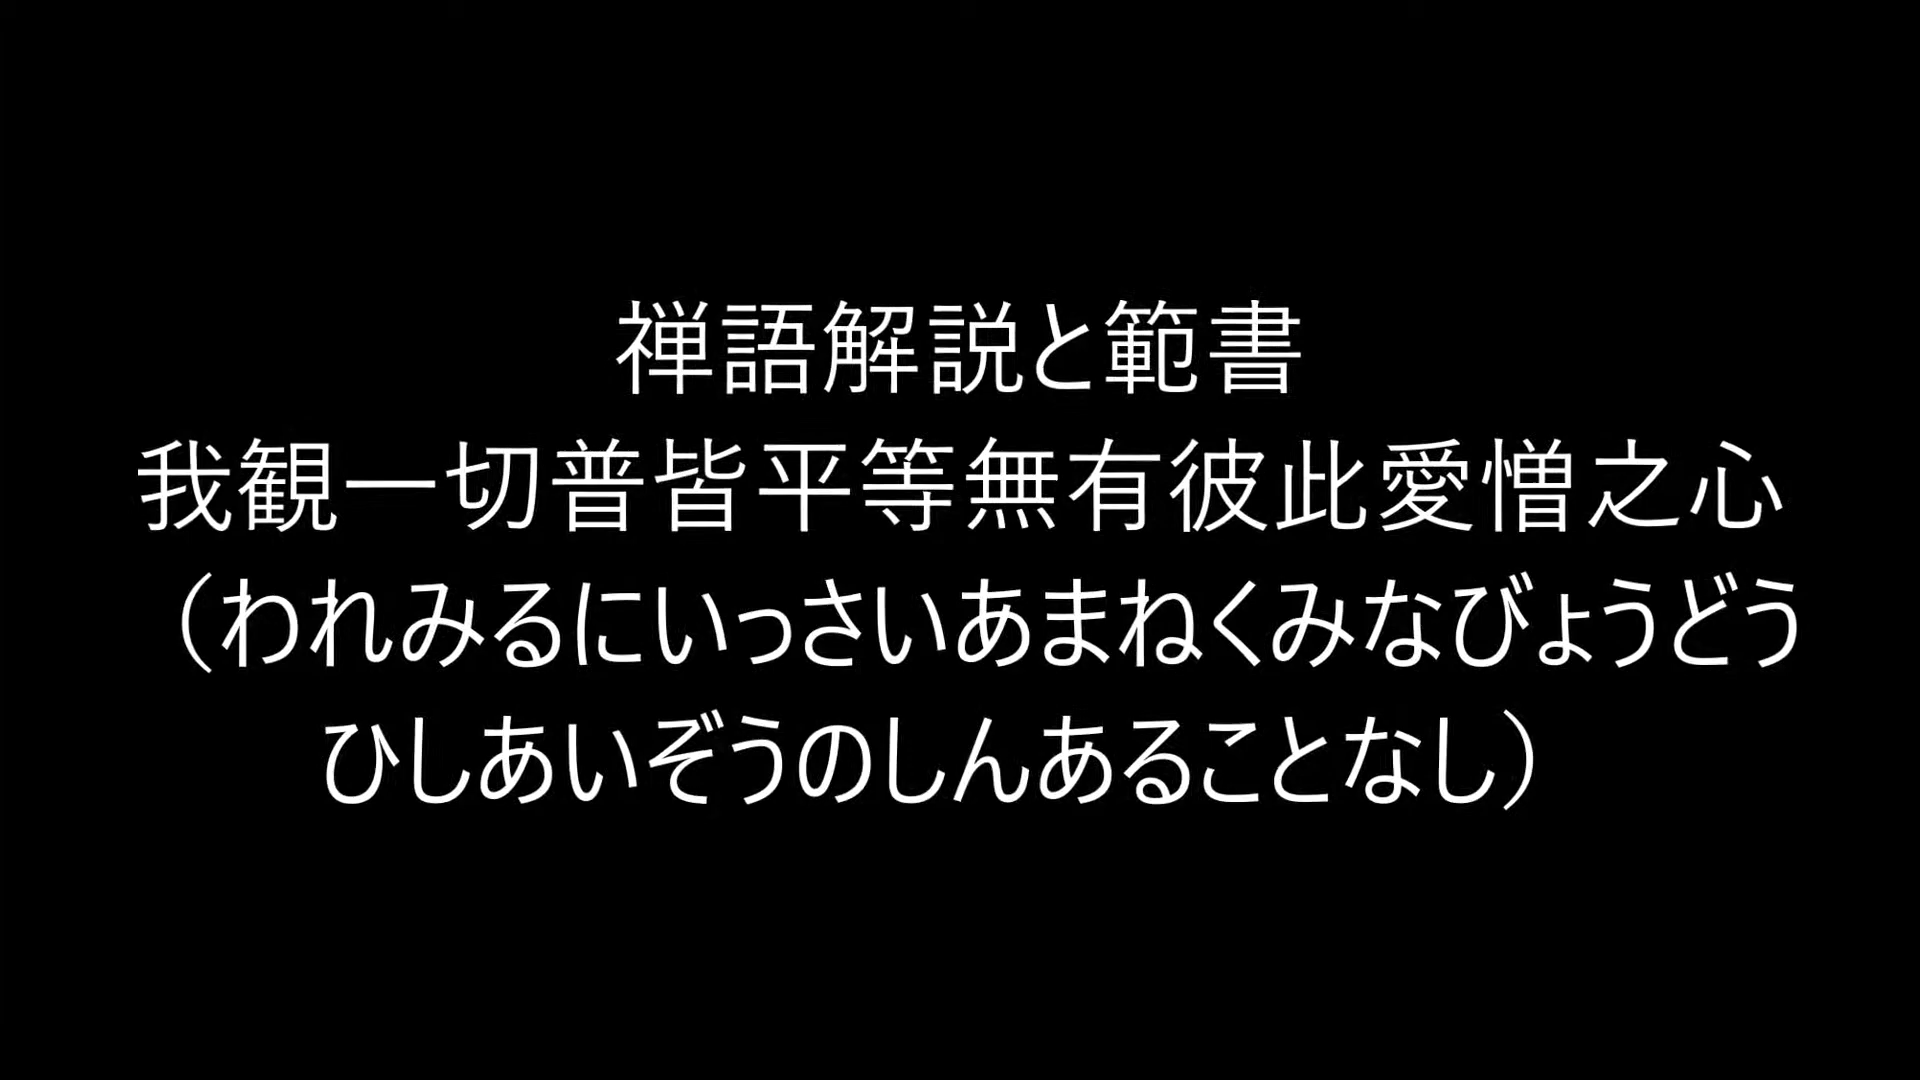 禅語解説と範書
我観一切普皆平等無有彼此愛憎之心
（われみるにいっさいあまねくみなびょうどう
ひしあいぞうのしんあることなし）